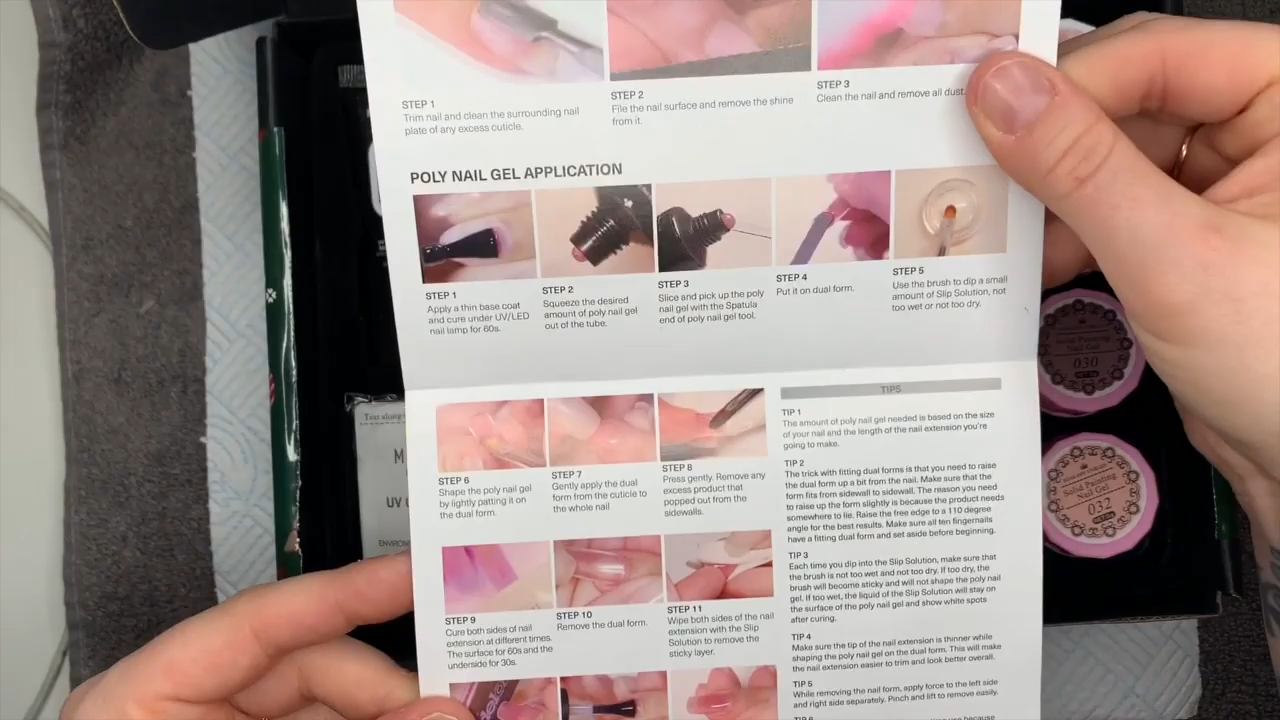 STEP 1
Trim nail and clean the surrounding nail
plate of any excess cuticle.
STEP 2
File the nail surface and remove the shine
from it.
STEP 3
Clean the nail and remove all dust.
POLY NAIL GEL APPLICATION
STEP 1
Apply a thin base coat
and cure under UV/LED
nail lamp for 60s.
STEP 2
Squeeze the desired
amount of poly nail gel
out of the tube.
STEP 3
Slice and pick up the poly
nail gel with the Spatula
end of poly nail gel tool.
STEP 4
Put it on dual form.
STEP 5
Use the brush to dip a small
amount of Slip Solution, not
too wet or not too dry.
STEP 6
Shape the poly nail gel
by lightly patting it on
the dual form.
STEP 7
Gently apply the dual
form from the cuticle to
the whole nail
STEP 8
Press gently. Remove any
excess product that
popped out from the
sidewalls.
STEP 9
Cure both sides of nail
extension at different times.
The surface for 60s and the
underside for 30s.
STEP 10
Remove the dual form.
STEP 11
Wipe both sides of the nail
extension with the Slip
Solution to remove the
sticky layer.
TIPS
TIP 1
The amount of poly nail gel needed is based on the size
of your nail and the length of the nail extension you're
going to make.
TIP 2
The trick with fitting dual forms is that you need to raise
the dual form up a bit from the nail. Make sure that the
form fits from sidewall to sidewall. The reason you need
to raise up the form slightly is because the product needs
somewhere to lie. Raise the free edge to a 110 degree
angle for the best results. Make sure all ten fingernails
have a fitting dual form and set aside before beginning.
TIP 3
Each time you dip into the Slip Solution, make sure that
the brush is not too wet and not too dry. If too dry, the
brush will become sticky and will not shape the poly nail
gel. If too wet, the liquid of the Slip Solution will stay on
the surface of the poly nail gel and show white spots
after curing.
TIP 4
Make sure the tip of the nail extension is thinner while
shaping the poly nail gel on the dual form. This will make
the nail extension easier to trim and look better overall.
TIP 5
While removing the nail form, apply force to the left side
and right side separately. Pinch and lift to remove easily.
TIP 6
Tear along
M
UV
ENVIRON
Solid Painting
Nail Gel
030
Solid Painting
Nail Gel
032